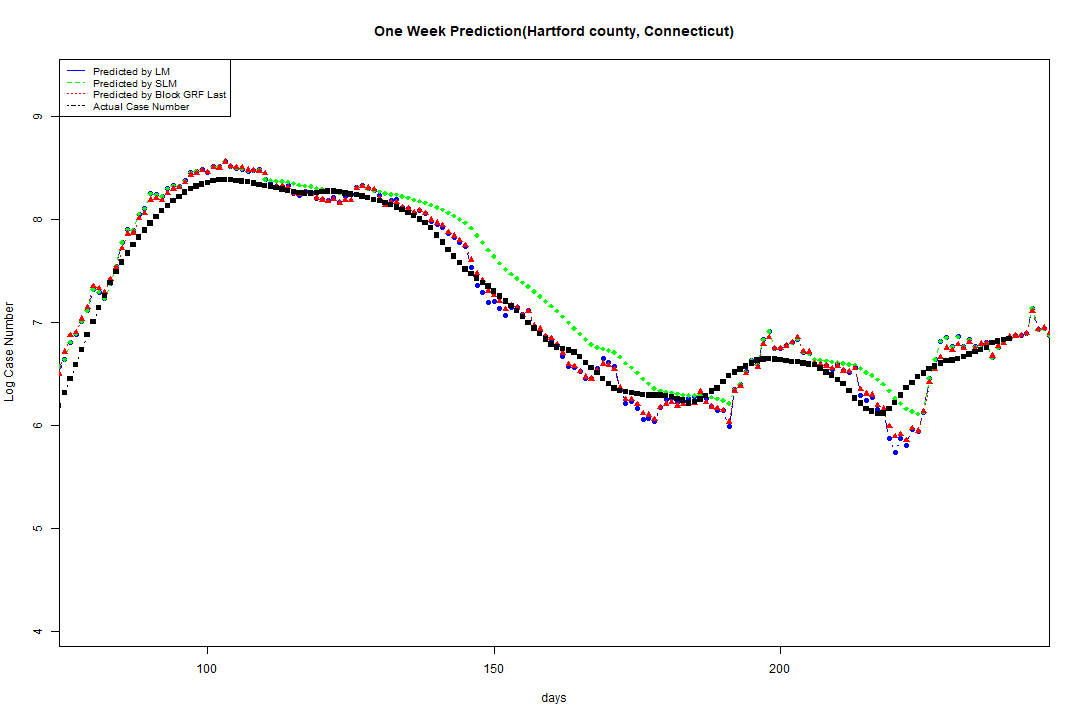 One Week Prediction(Hartford county, Connecticut)
Predicted by LM
Predicted by SLM
Predicted by Block GRF Last
Actual Case Number
9
8
7
6
5
4
Log Case Number
100 150 200
days